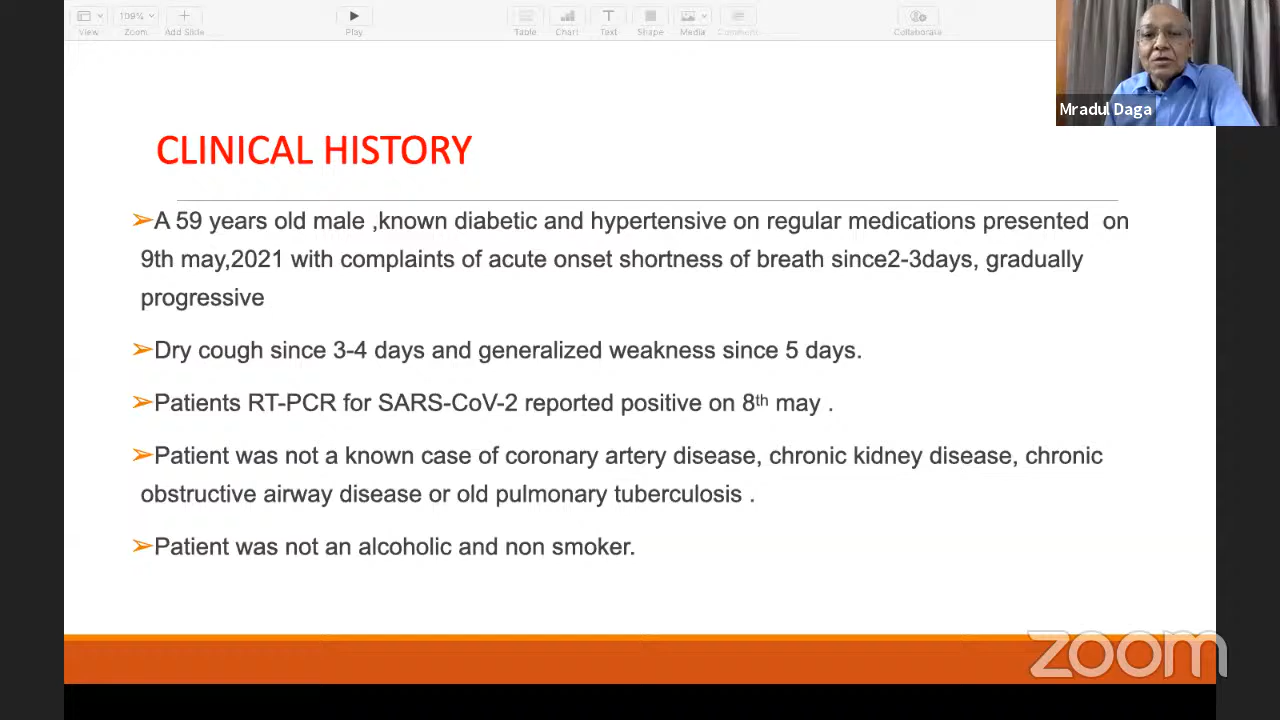 109%
View Zoom Add Slide Play Table Chart Text Shape Media Comment Collaborate
Mradul Daga
CLINICAL HISTORY
➢A 59 years old male ,known diabetic and hypertensive on regular medications presented on
9th may,2021 with complaints of acute onset shortness of breath since2-3days, gradually
progressive
➢Dry cough since 3-4 days and generalized weakness since 5 days.
➢Patients RT-PCR for SARS-CoV-2 reported positive on 8th may .
➢Patient was not a known case of coronary artery disease, chronic kidney disease, chronic
obstructive airway disease or old pulmonary tuberculosis .
➢Patient was not an alcoholic and non smoker.
zoom